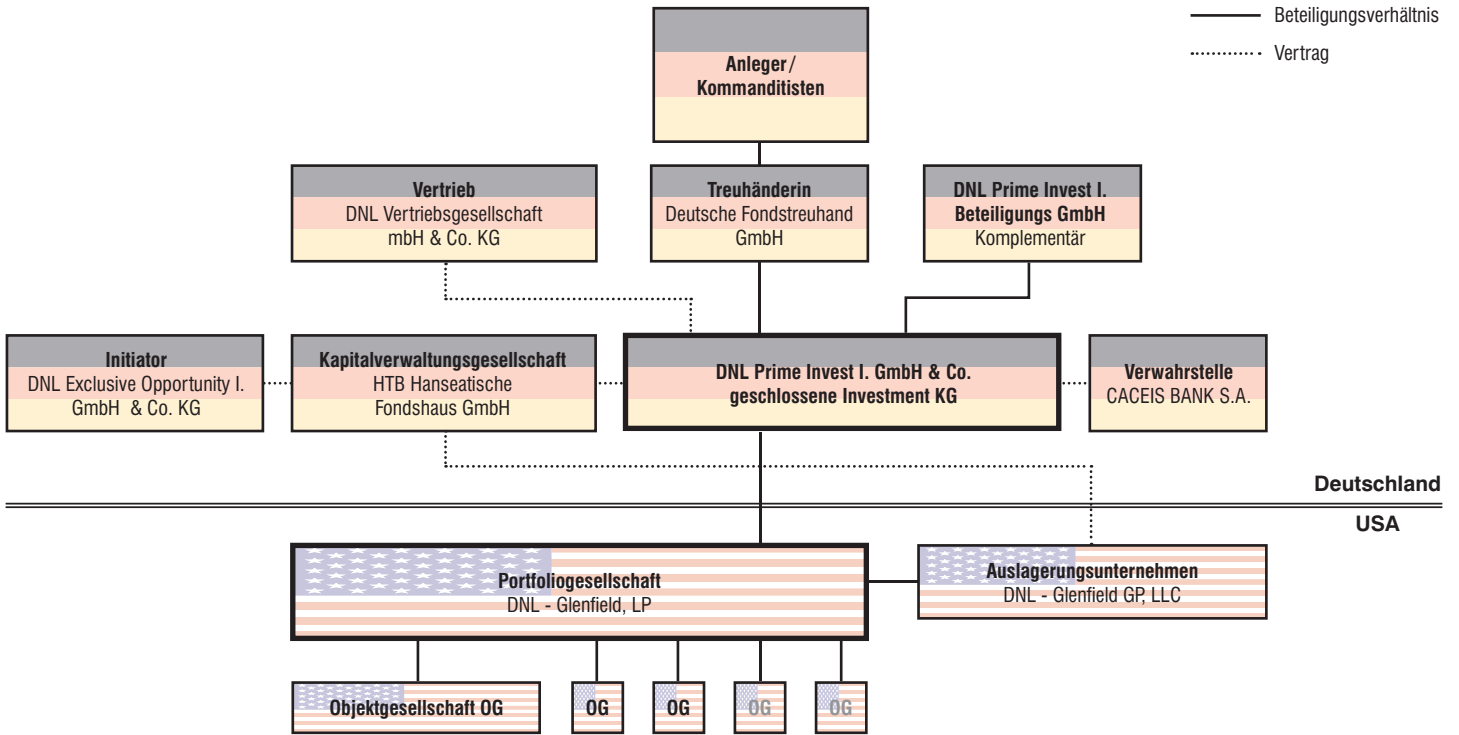 Beteiligungsverhältnis
Vertrag
Anleger/
Kommanditisten
Vertrieb
DNL Vertriebsgesellschaft
mbH & Co. KG
Treuhänderin
Deutsche Fondstreuhand
GmbH
DNL Prime Invest I.
Beteiligungs GmbH
Komplementär
Initiator
DNL Exclusive Opportunity I.
GmbH & Co. KG
Kapitalverwaltungsgesellschaft
HTB Hanseatische
Fondshaus GmbH
DNL Prime Invest I. GmbH & Co.
geschlossene Investment KG
Verwahrstelle
CACEIS BANK S.A.
Deutschland
USA
Portfoliogesellschaft
DNL - Glenfield, LP
Auslagerungsunternehmen
DNL - Glenfield GP, LLC
Objektgesellschaft OG
OG
OG
OG
OG